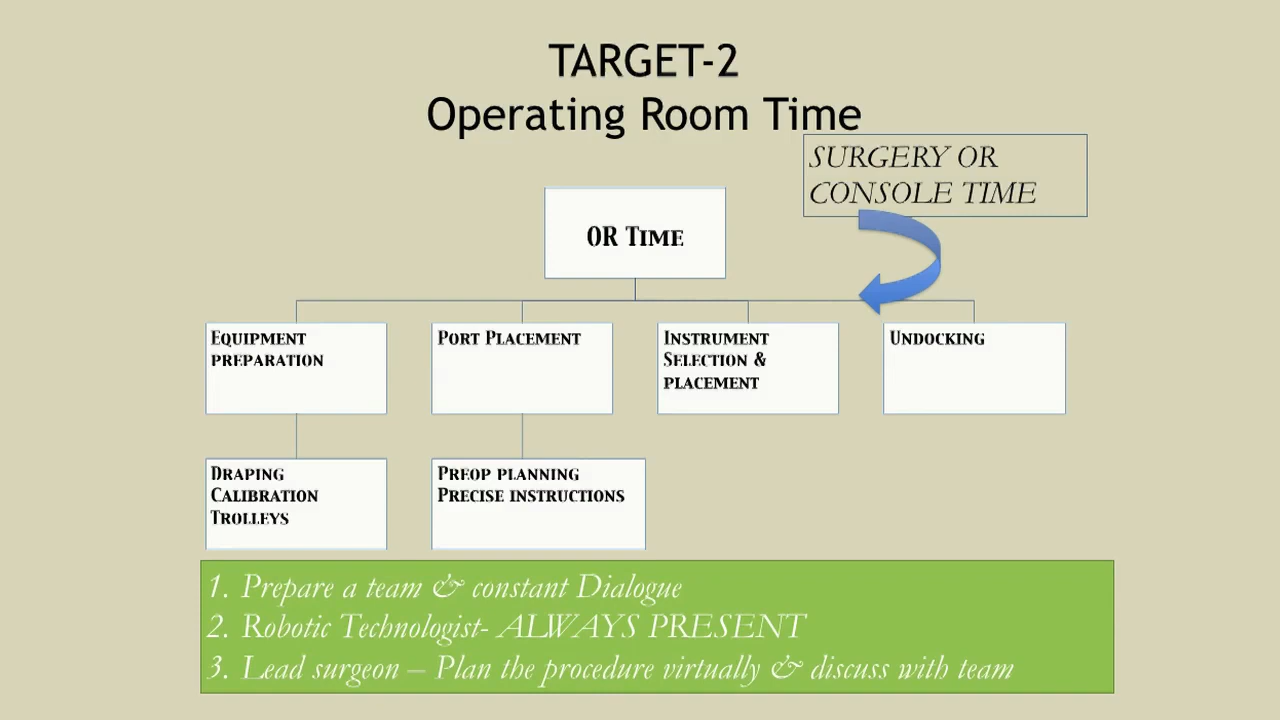 TARGET-2
Operating Room Time
SURGERY OR
CONSOLE TIME
OR TIME
EQUIPMENT
PREPARATION
PORT PLACEMENT
INSTRUMENT
SELECTION &
PLACEMENT
UNDOCKING
DRAPING
CALIBRATION
TROLLEYS
PREOP PLANNING
PRECISE INSTRUCTIONS
1. Prepare a team & constant Dialogue
2. Robotic Technologist- ALWAYS PRESENT
3. Lead surgeon – Plan the procedure virtually & discuss with team